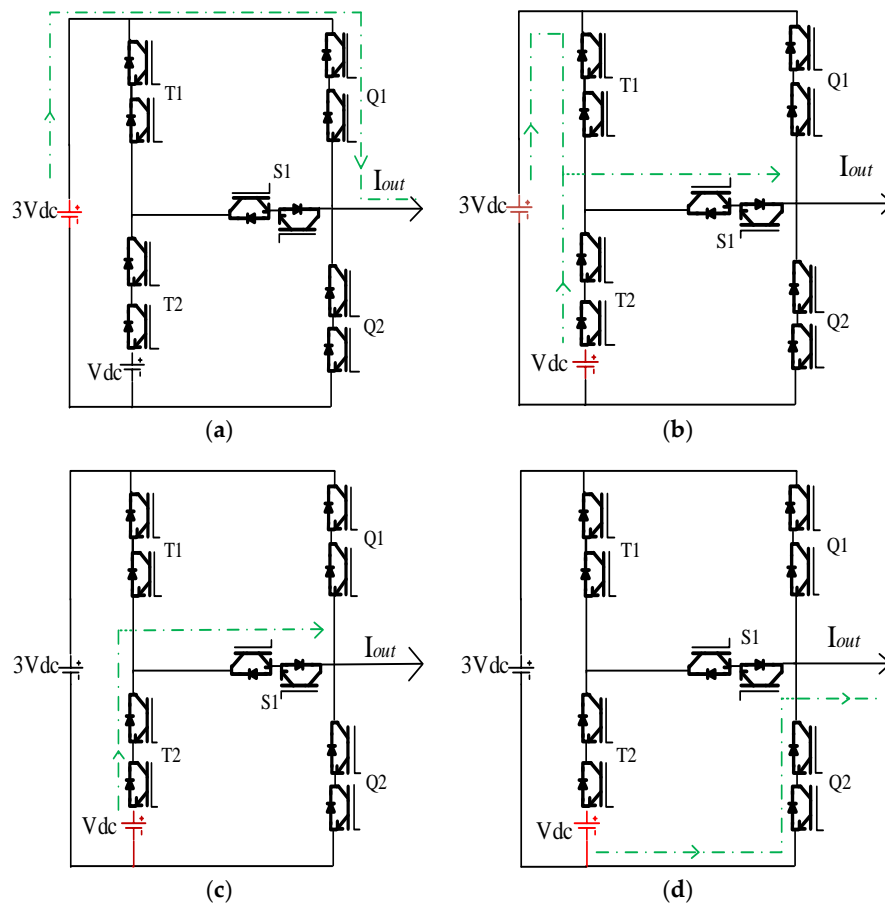 T1
Q1
S1
Iout
3Vdc
T2
Q2
Vdc
(a)
T1
Q1
Iout
3Vdc
S1
T2
Q2
Vdc
(b)
T1
Q1
Iout
3Vdc
S1
T2
Q2
Vdc
(c)
T1
Q1
S1
Iout
3Vdc
T2
Q2
Vdc
(d)